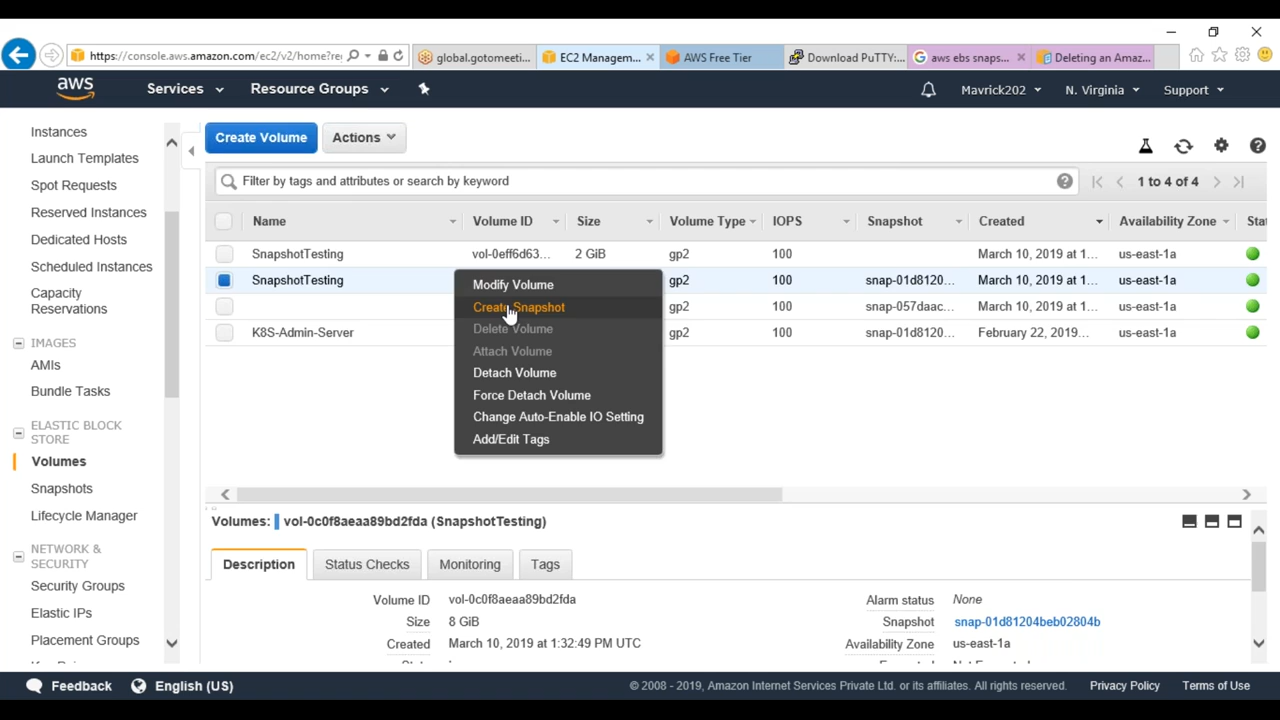 https://console.aws.amazon.com/ec2/v2/home?re
global.gotomeeti...
EC2 Managem...
AWS Free Tier
Download PuTTY:...
aws ebs snaps...
Deleting an Amaz...
aws
Services
Resource Groups
Mavrick202
N. Virginia
Support
Instances
Launch Templates
Spot Requests
Reserved Instances
Dedicated Hosts
Scheduled Instances
Capacity
Reservations
IMAGES
AMIs
Bundle Tasks
ELASTIC BLOCK
STORE
Volumes
Snapshots
Lifecycle Manager
NETWORK &
SECURITY
Security Groups
Elastic IPs
Placement Groups
Create Volume
Actions
Filter by tags and attributes or search by keyword
1 to 4 of 4
Name Volume ID Size Volume Type IOPS Snapshot Created Availability Zone Stat
SnapshotTesting vol-0eff6d63... 2 GiB gp2 100 March 10, 2019 at 1... us-east-1a
SnapshotTesting gp2 100 snap-01d8120... March 10, 2019 at 1... us-east-1a
gp2 100 snap-057daac... March 10, 2019 at 1... us-east-1a
K8S-Admin-Server gp2 100 snap-01d8120... February 22, 2019... us-east-1a
Modify Volume
Create Snapshot
Delete Volume
Attach Volume
Detach Volume
Force Detach Volume
Change Auto-Enable IO Setting
Add/Edit Tags
Volumes: vol-0c0f8aeaa89bd2fda (SnapshotTesting)
Description
Status Checks
Monitoring
Tags
Volume ID vol-0c0f8aeaa89bd2fda
Size 8 GiB
Created March 10, 2019 at 1:32:49 PM UTC
Alarm status None
Snapshot snap-01d81204beb02804b
Availability Zone us-east-1a
Feedback
English (US)
© 2008 - 2019, Amazon Internet Services Private Ltd. or its affiliates. All rights reserved.
Privacy Policy
Terms of Use